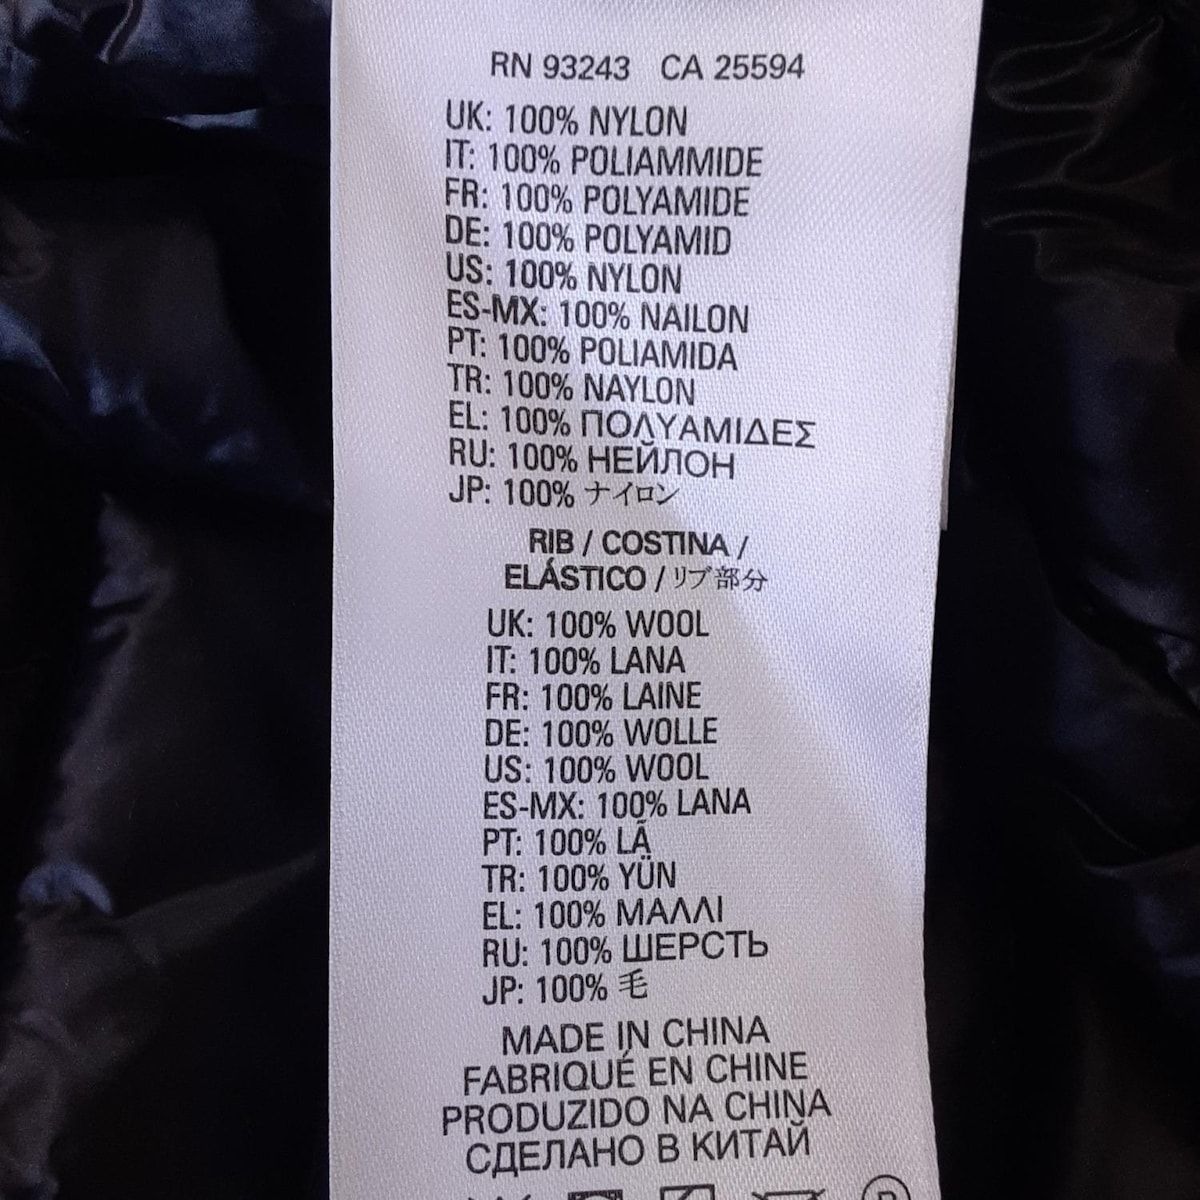 RN 93243 CA 25594
UK: 100% NYLON
IT: 100% POLIAMMIDE
FR: 100% POLYAMIDE
DE: 100% POLYAMID
US: 100% NYLON
ES-MX: 100% NAILON
PT: 100% POLIAMIDA
TR: 100% NAYLON
EL: 100% ΠΟΛΥΑΜΙΔΕΣ
RU: 100% НЕЙЛОН
JP: 100% ナイロン
RIB / COSTINA /
ELÁSTICO / リブ部分
UK: 100% WOOL
IT: 100% LANA
FR: 100% LAINE
DE: 100% WOLLE
US: 100% WOOL
ES-MX: 100% LANA
PT: 100% LÃ
TR: 100% YÜN
EL: 100% ΜΑΛΛΙ
RU: 100% ШЕРСТЬ
JP: 100% 毛
MADE IN CHINA
FABRIQUÉ EN CHINE
PRODUZIDO NA CHINA
СДЕЛАНО В КИТАЙ